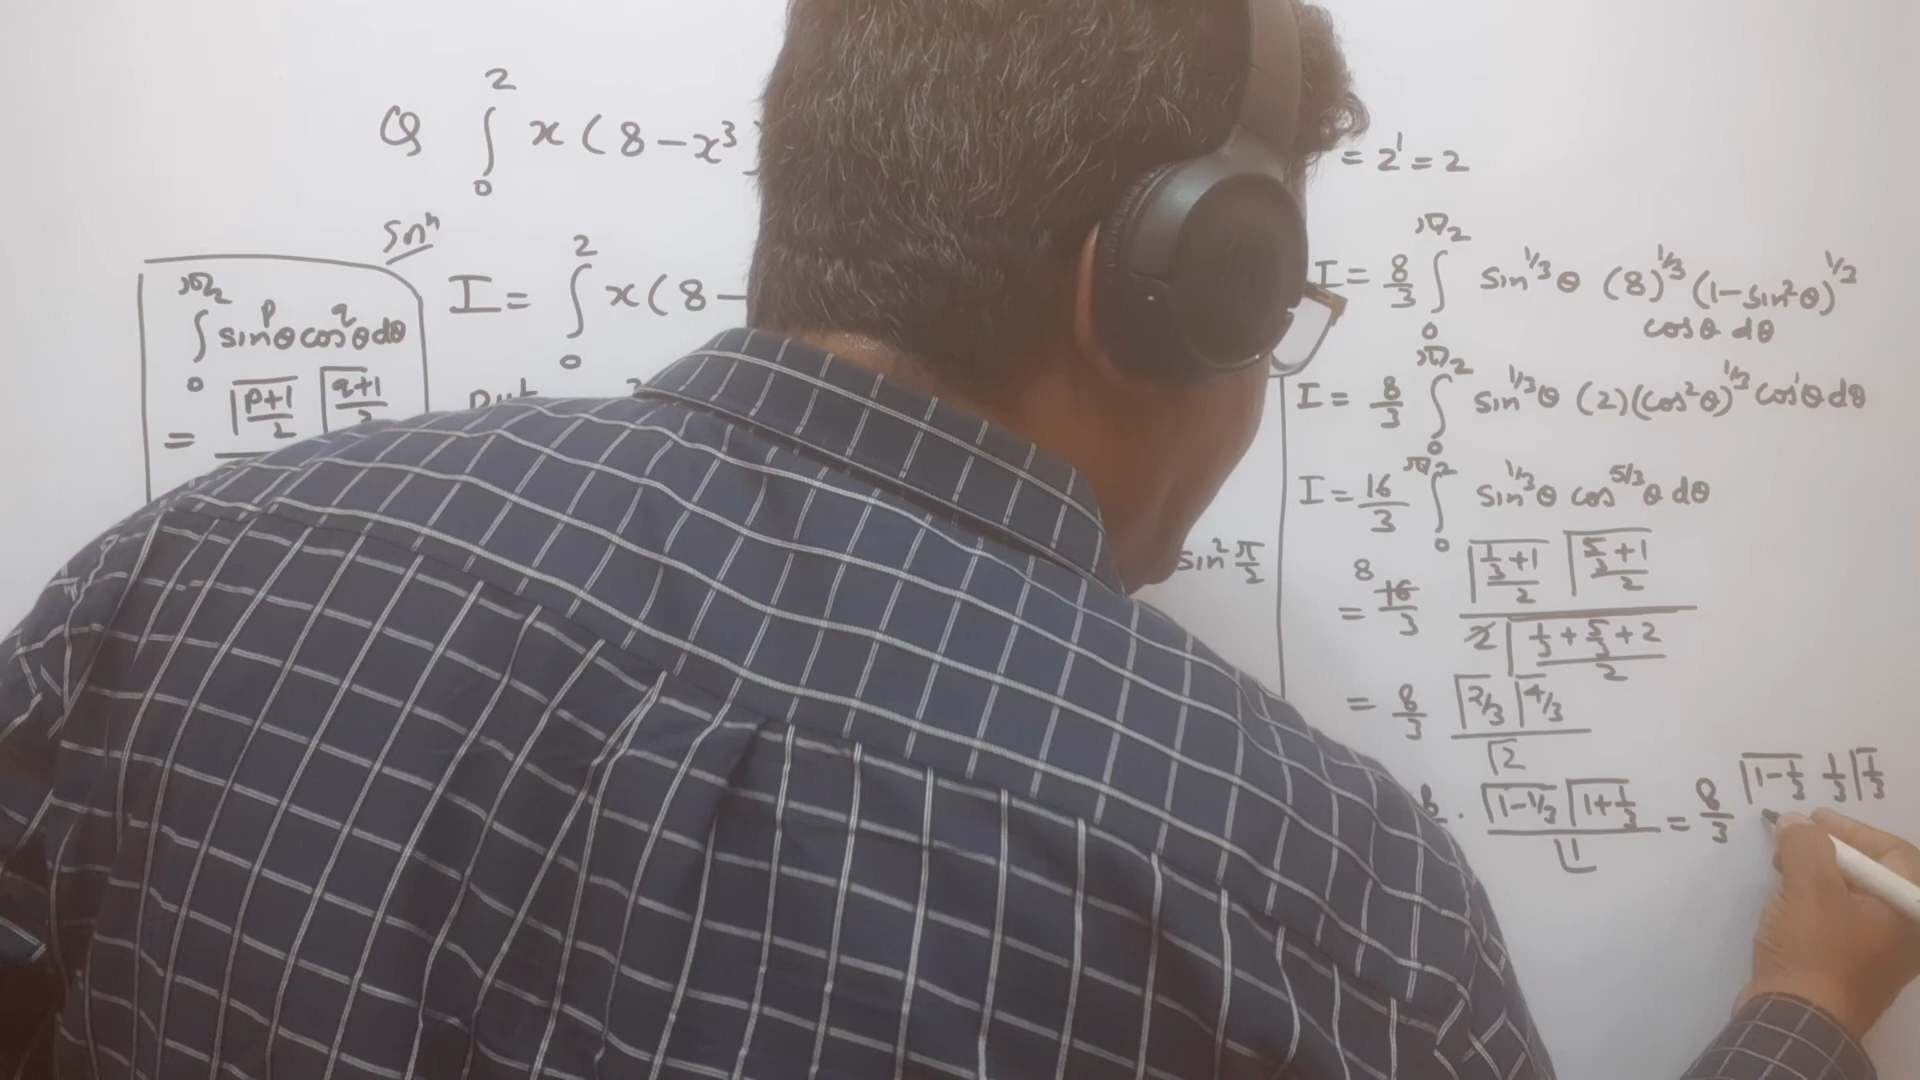 Q ∫₀² x(8-x³)
Solⁿ
∫₀^(π/2) sin^p θ cos^q θ dθ
= Γ((p+1)/2) Γ((q+1)/2)
I = ∫₀² x(8-
put
sin² π/2
= 2¹ = 2
I = 8/3 ∫₀^(π/2) sin^(1/3) θ (8)^(1/3) (1-sin²θ)^(1/3)
cosθ dθ
I = 8/3 ∫₀^(π/2) sin^(1/3) θ (2)(cos²θ)^(1/3) cos¹θ dθ
I = 16/3 ∫₀^(π/2) sin^(1/3) θ cos^(5/3) θ dθ
8
= 16/3 Γ((1/3+1)/2) Γ((5/3+1)/2) / 2 Γ((1/3+5/3+2)/2)
= 8/3 Γ(2/3) Γ(4/3) / Γ2
. Γ(1-1/3) Γ(1+1/3) / ∟1 = 8/3 Γ(1-1/3) 1/3 Γ(1/3)